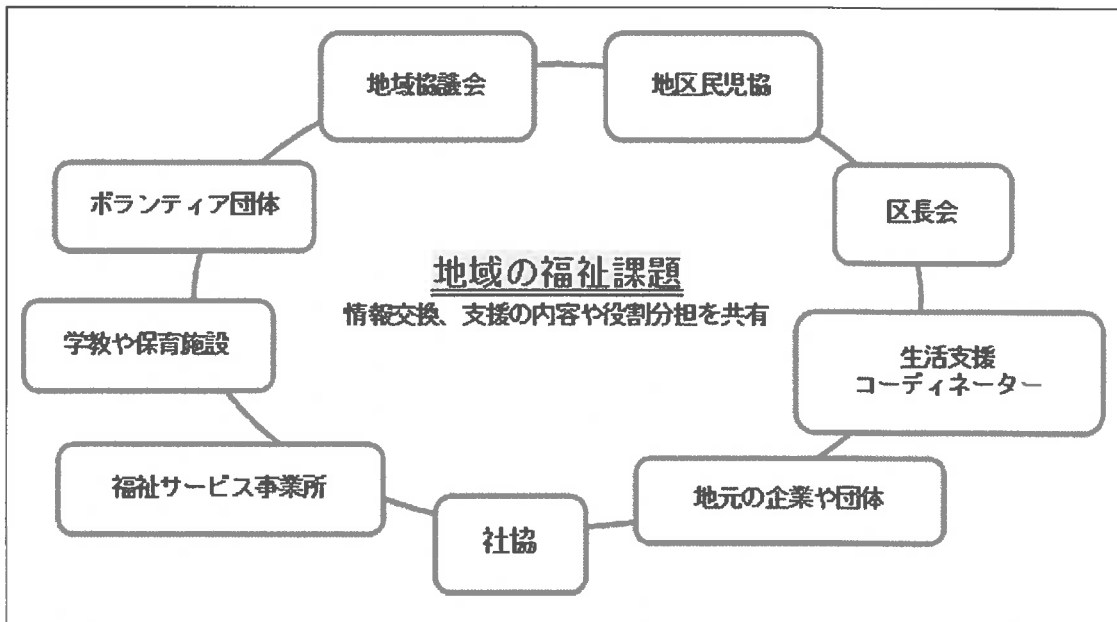 地域協議会
地区民児協
ボランティア団体
区長会
地域の福祉課題
情報交換、支援の内容や役割分担を共有
学教や保育施設
生活支援
コーディネーター
福祉サービス事業所
地元の企業や団体
社協